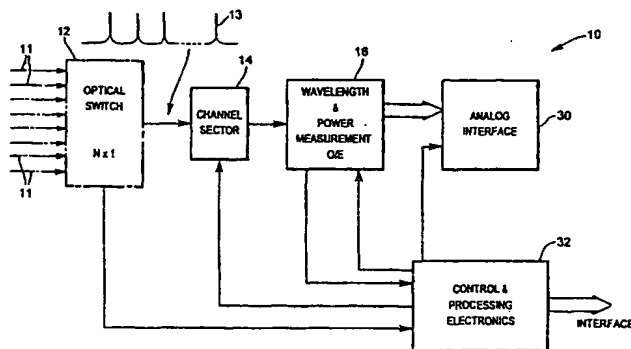 13
10
11
12
OPTICAL
SWITCH
N x 1
14
CHANNEL
SECTOR
16
WAVELENGTH
&
POWER
MEASUREMENT
O/E
ANALOG
INTERFACE
30
11
32
CONTROL &
PROCESSING
ELECTRONICS
INTERFACE